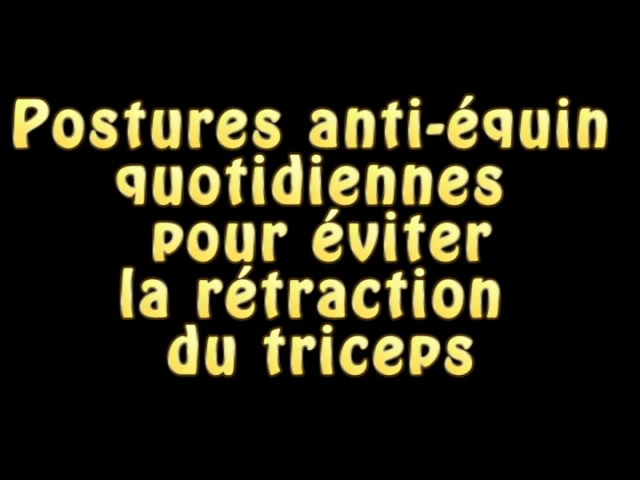 Postures anti-équin
quotidiennes
pour éviter
la rétraction
du triceps